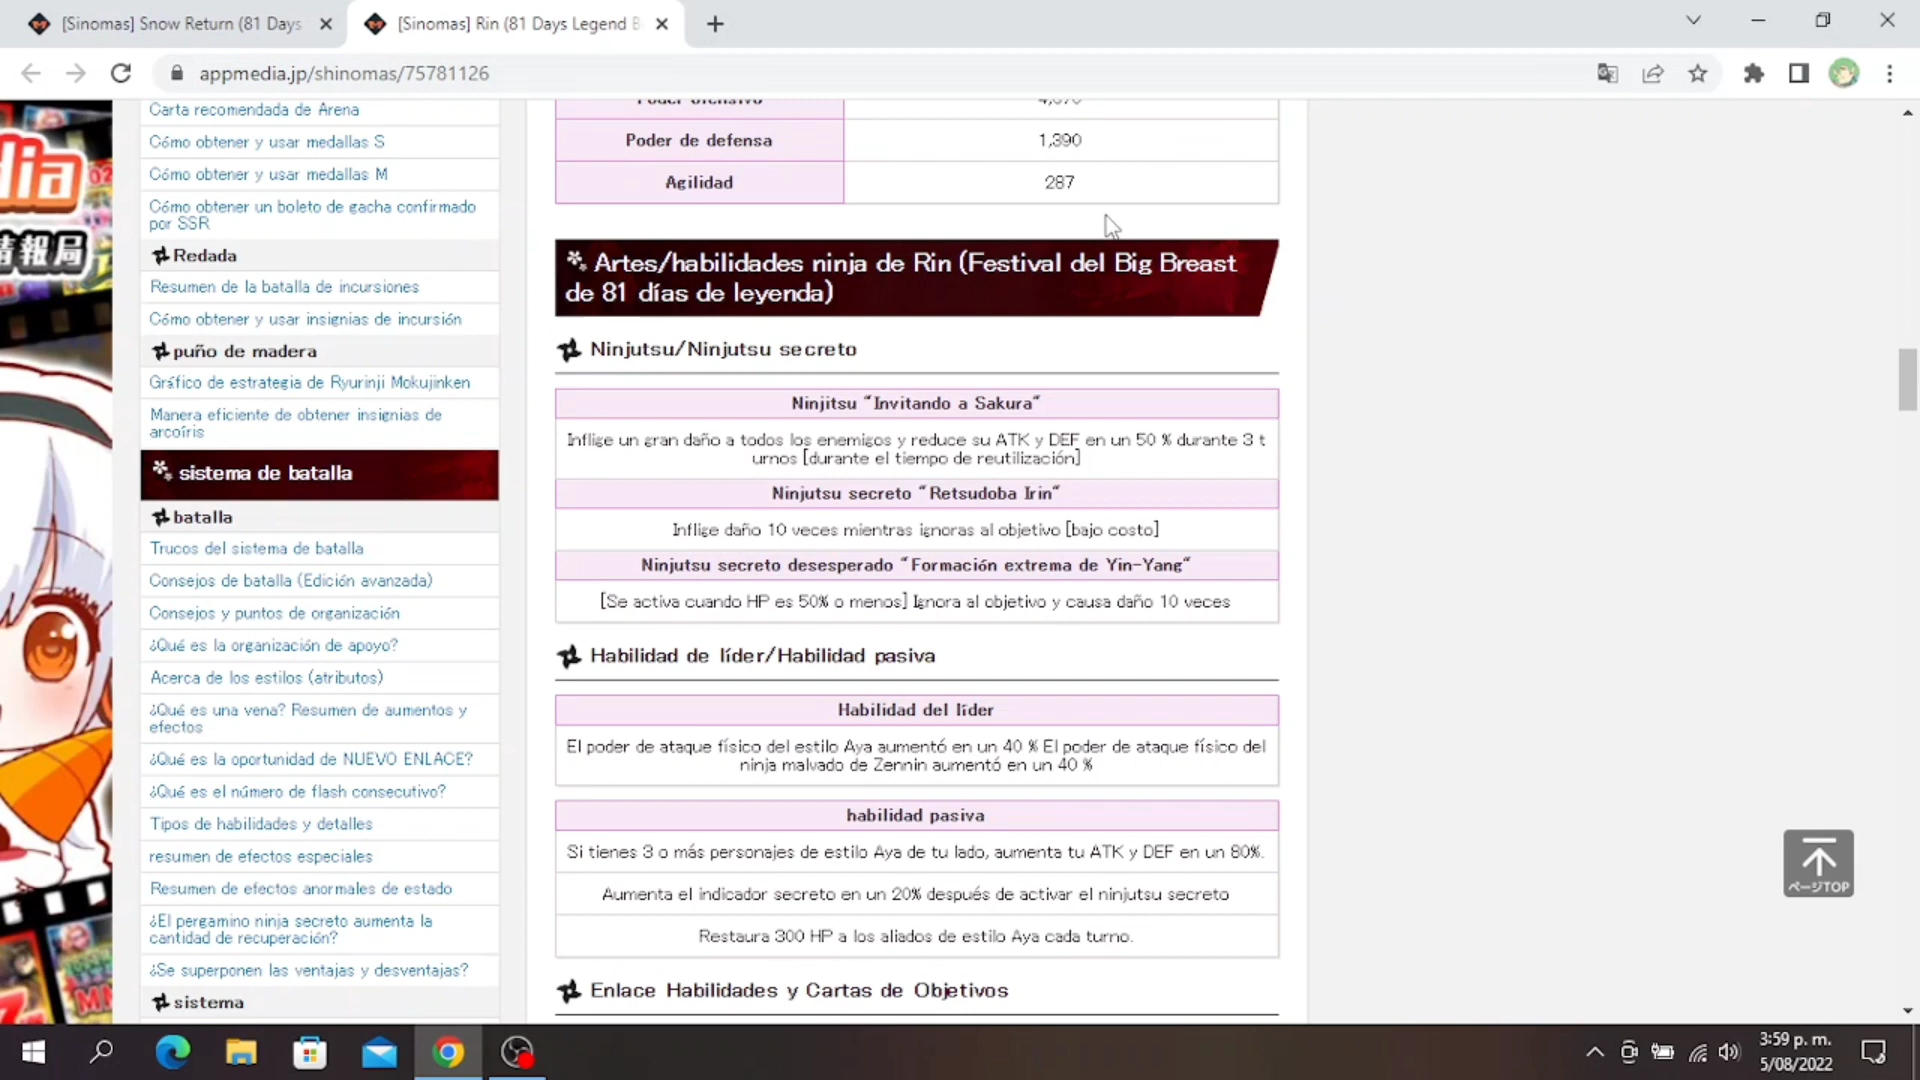 [Sinomas] Snow Return (81 Days
[Sinomas] Rin (81 Days Legend B
appmedia.jp/shinomas/75781126
Carta recomendada de Arena
Cómo obtener y usar medallas S
Cómo obtener y usar medallas M
Cómo obtener un boleto de gacha confirmado
por SSR
Redada
Resumen de la batalla de incursiones
Cómo obtener y usar insignias de incursión
puño de madera
Gráfico de estrategia de Ryurinji Mokujinken
Manera eficiente de obtener insignias de
arcoíris
sistema de batalla
batalla
Trucos del sistema de batalla
Consejos de batalla (Edición avanzada)
Consejos y puntos de organización
¿Qué es la organización de apoyo?
Acerca de los estilos (atributos)
¿Qué es una vena? Resumen de aumentos y
efectos
¿Qué es la oportunidad de NUEVO ENLACE?
¿Qué es el número de flash consecutivo?
Tipos de habilidades y detalles
resumen de efectos especiales
Resumen de efectos anormales de estado
¿El pergamino ninja secreto aumenta la
cantidad de recuperación?
¿Se superponen las ventajas y desventajas?
sistema
Poder ofensivo
Poder de defensa 1,390
Agilidad 287
Artes/habilidades ninja de Rin (Festival del Big Breast
de 81 días de leyenda)
Ninjutsu/Ninjutsu secreto
Ninjitsu "Invitando a Sakura"
Inflige un gran daño a todos los enemigos y reduce su ATK y DEF en un 50 % durante 3 t
urnos [durante el tiempo de reutilización]
Ninjutsu secreto "Retsudoba Irin"
Inflige daño 10 veces mientras ignoras al objetivo [bajo costo]
Ninjutsu secreto desesperado "Formación extrema de Yin-Yang"
[Se activa cuando HP es 50% o menos] Ignora al objetivo y causa daño 10 veces
Habilidad de líder/Habilidad pasiva
Habilidad del líder
El poder de ataque físico del estilo Aya aumentó en un 40 % El poder de ataque físico del
ninja malvado de Zennin aumentó en un 40 %
habilidad pasiva
Si tienes 3 o más personajes de estilo Aya de tu lado, aumenta tu ATK y DEF en un 80%.
Aumenta el indicador secreto en un 20% después de activar el ninjutsu secreto
Restaura 300 HP a los aliados de estilo Aya cada turno.
Enlace Habilidades y Cartas de Objetivos
ページTOP
dia
情報局
3:59 p. m.
5/08/2022